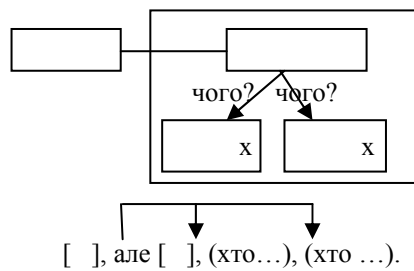 чого? чого?
х х
[ ], але [ ], (хто…), (хто …).